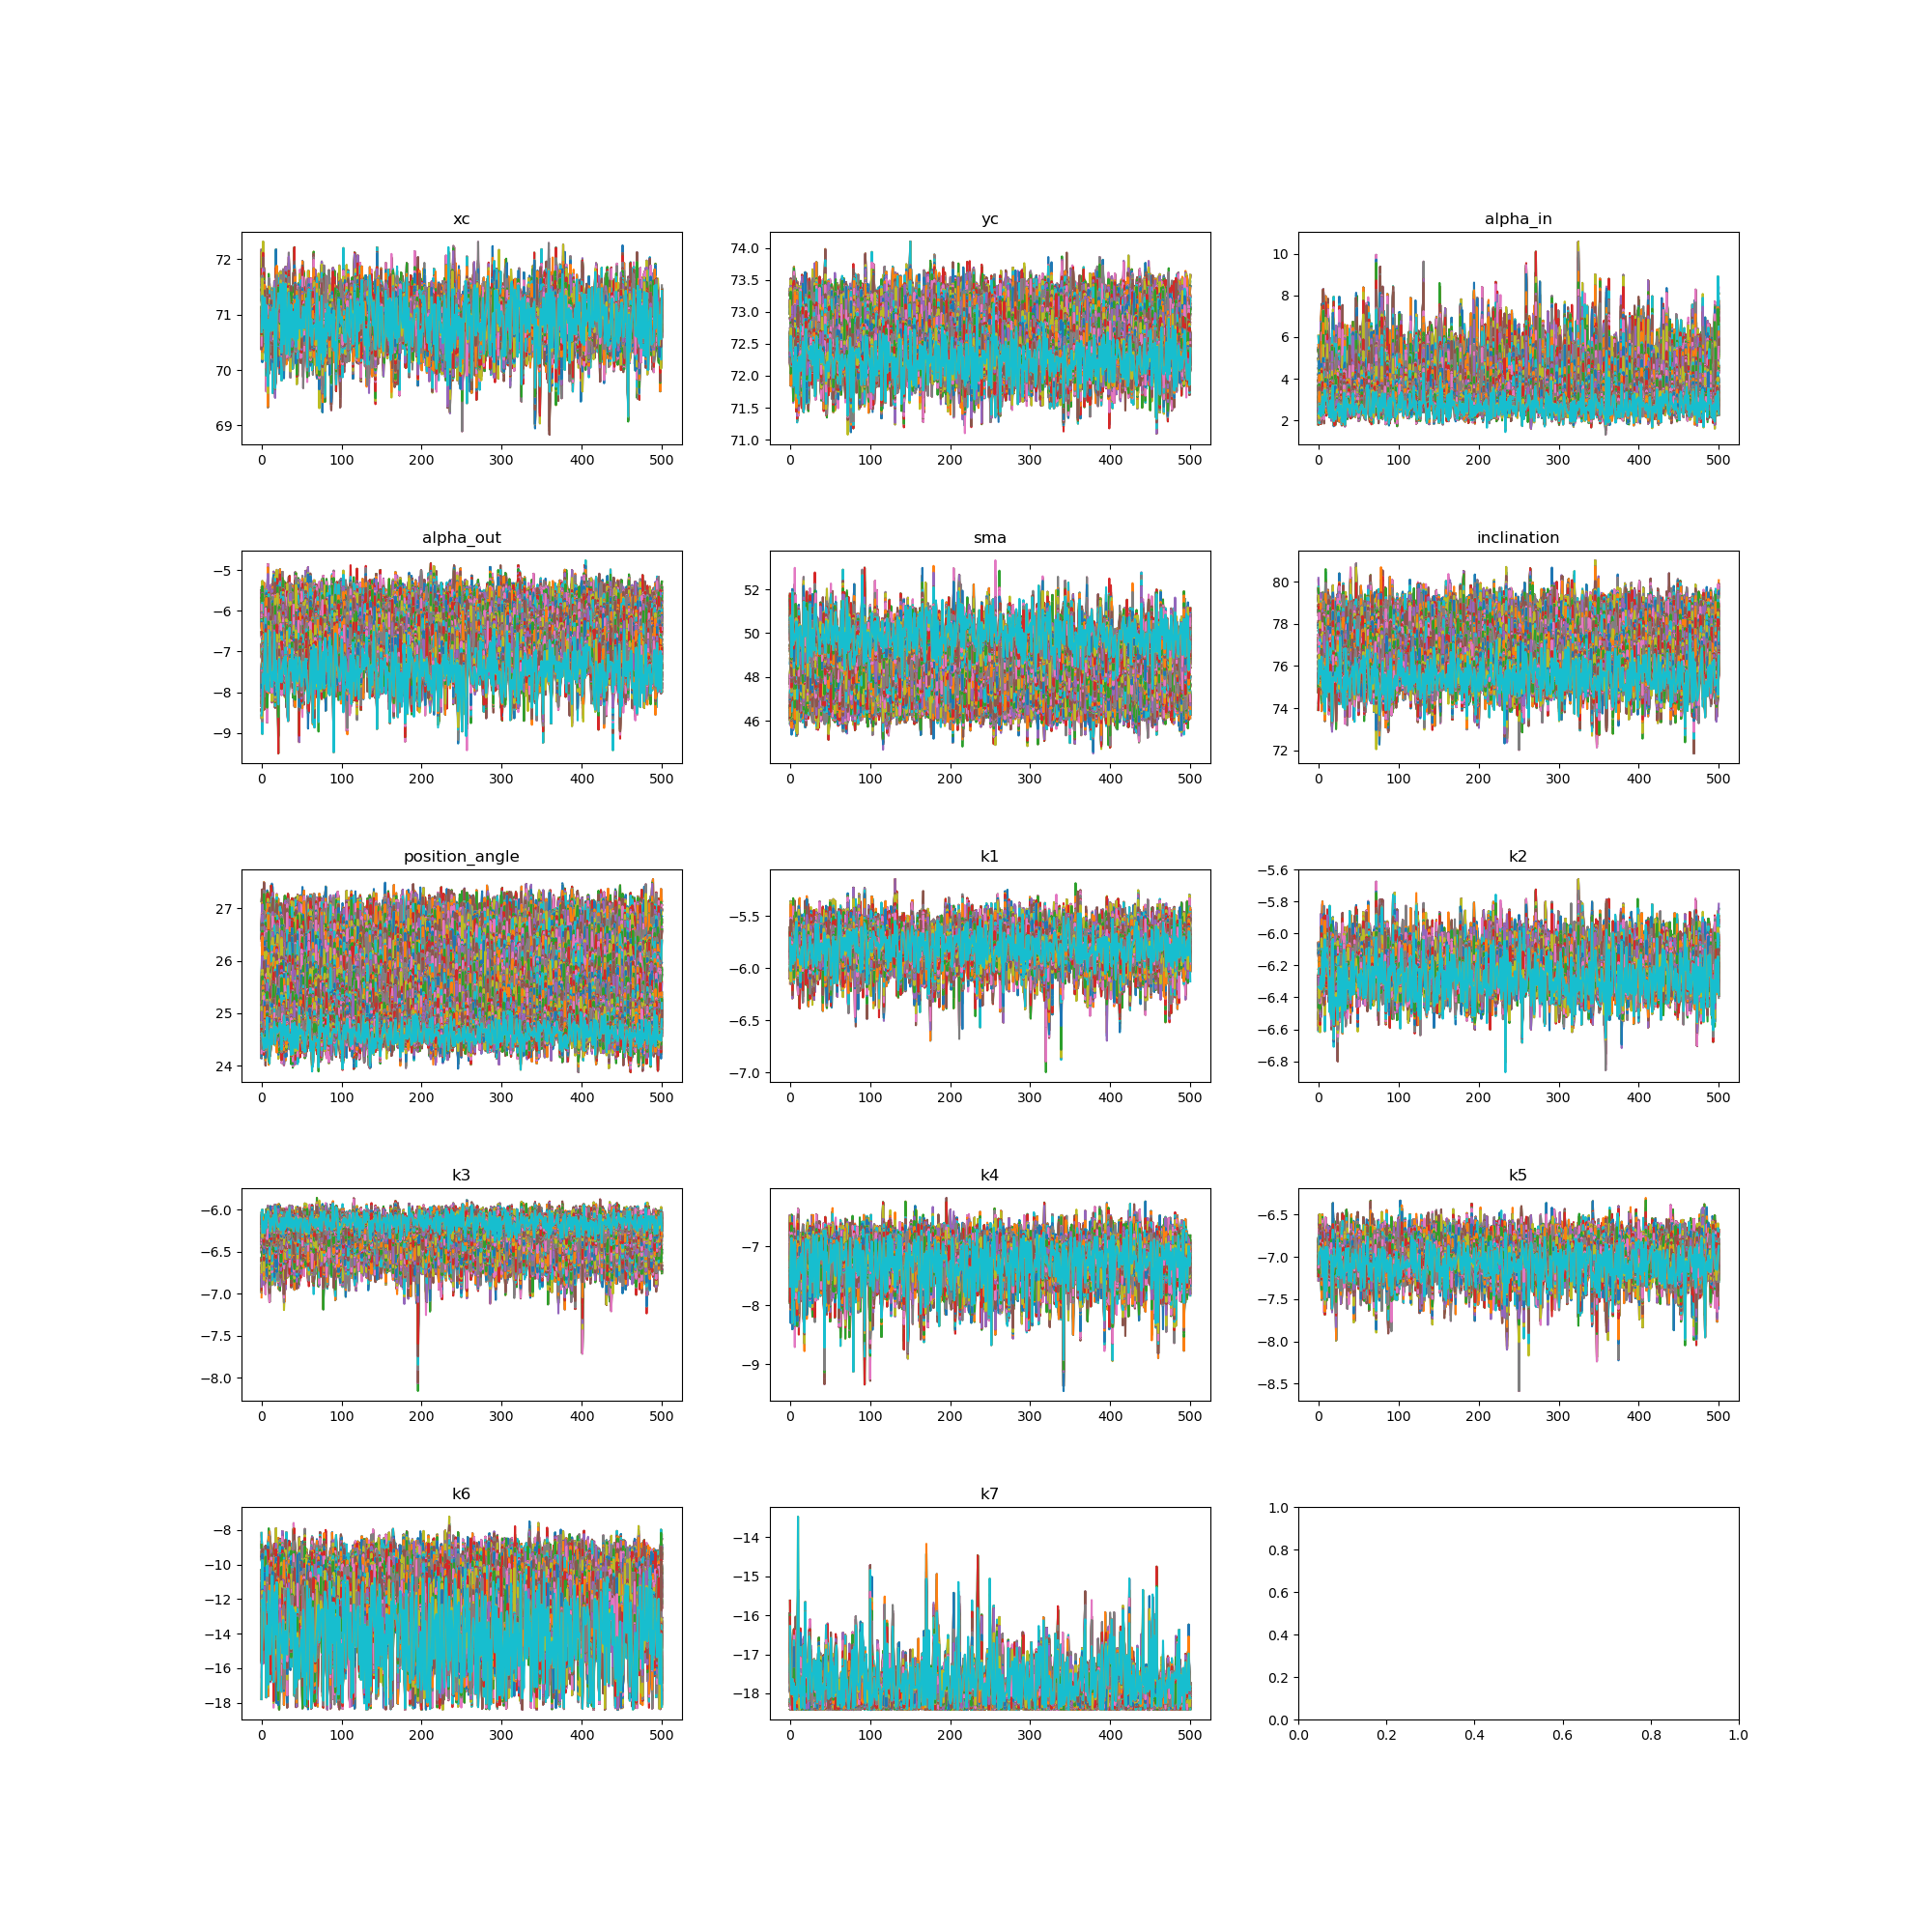 xc
yc
alpha_in
72
71
70
69
0 100 200 300 400 500
74.0
73.5
73.0
72.5
72.0
71.5
71.0
0 100 200 300 400 500
10
8
6
4
2
0 100 200 300 400 500
alpha_out
sma
inclination
−5
−6
−7
−8
−9
0 100 200 300 400 500
52
50
48
46
0 100 200 300 400 500
80
78
76
74
72
0 100 200 300 400 500
position_angle
k1
k2
27
26
25
24
0 100 200 300 400 500
−5.5
−6.0
−6.5
−7.0
0 100 200 300 400 500
−5.6
−5.8
−6.0
−6.2
−6.4
−6.6
−6.8
0 100 200 300 400 500
k3
k4
k5
−6.0
−6.5
−7.0
−7.5
−8.0
0 100 200 300 400 500
−7
−8
−9
0 100 200 300 400 500
−6.5
−7.0
−7.5
−8.0
−8.5
0 100 200 300 400 500
k6
k7
−8
−10
−12
−14
−16
−18
0 100 200 300 400 500
−14
−15
−16
−17
−18
0 100 200 300 400 500
1.0
0.8
0.6
0.4
0.2
0.0
0.0 0.2 0.4 0.6 0.8 1.0